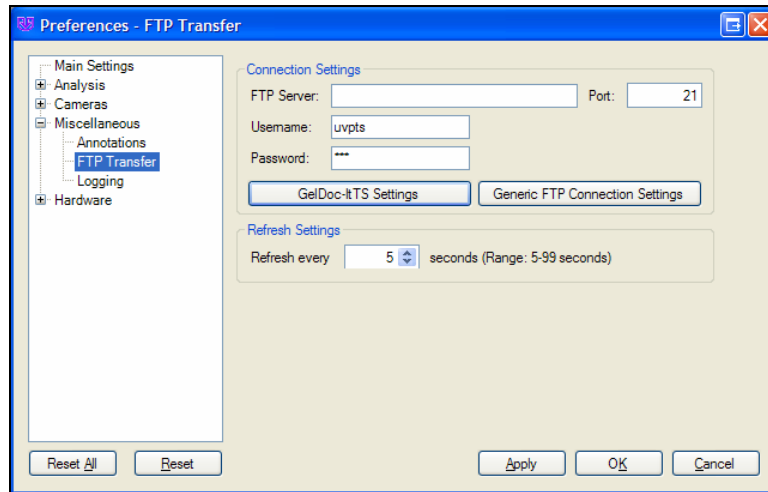 Preferences - FTP Transfer
Main Settings
Analysis
Cameras
Miscellaneous
Annotations
FTP Transfer
Logging
Hardware
Connection Settings
FTP Server: Port: 21
Username: uvpts
Password: ***
GelDoc-ItTS Settings Generic FTP Connection Settings
Refresh Settings
Refresh every 5 seconds (Range: 5-99 seconds)
Reset All Reset Apply OK Cancel